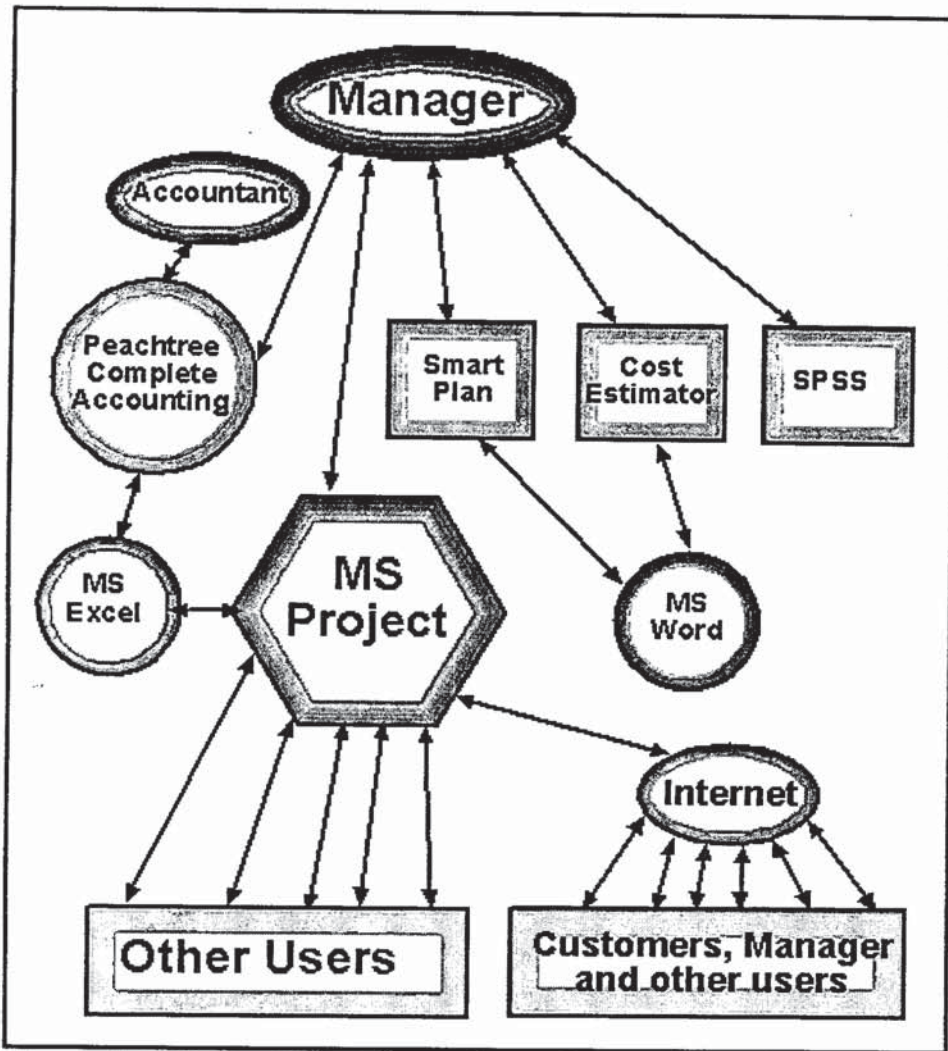 Manager
Accountant
Peachtree
Complete
Accounting
Smart
Plan
Cost
Estimator
SPSS
MS
Excel
MS
Project
MS
Word
Internet
Other Users
Customers, Manager
and other users